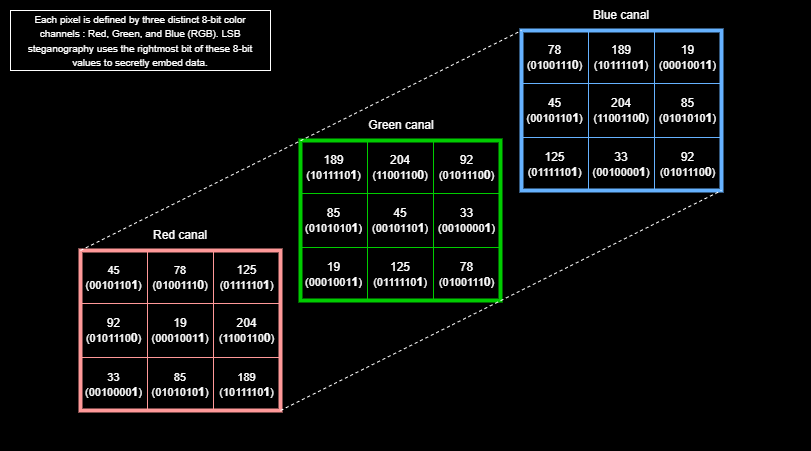 Each pixel is defined by three distinct 8-bit color
channels : Red, Green, and Blue (RGB). LSB
steganography uses the rightmost bit of these 8-bit
values to secretly embed data.
Blue canal
78 189 19
(01001110) (10111101) (00010011)
45 204 85
(00101101) (11001100) (01010101)
125 33 92
(01111101) (00100001) (01011100)
Green canal
189 204 92
(10111101) (11001100) (01011100)
85 45 33
(01010101) (00101101) (00100001)
19 125 78
(00010011) (01111101) (01001110)
Red canal
45 78 125
(00101101) (01001110) (01111101)
92 19 204
(01011100) (00010011) (11001100)
33 85 189
(00100001) (01010101) (10111101)